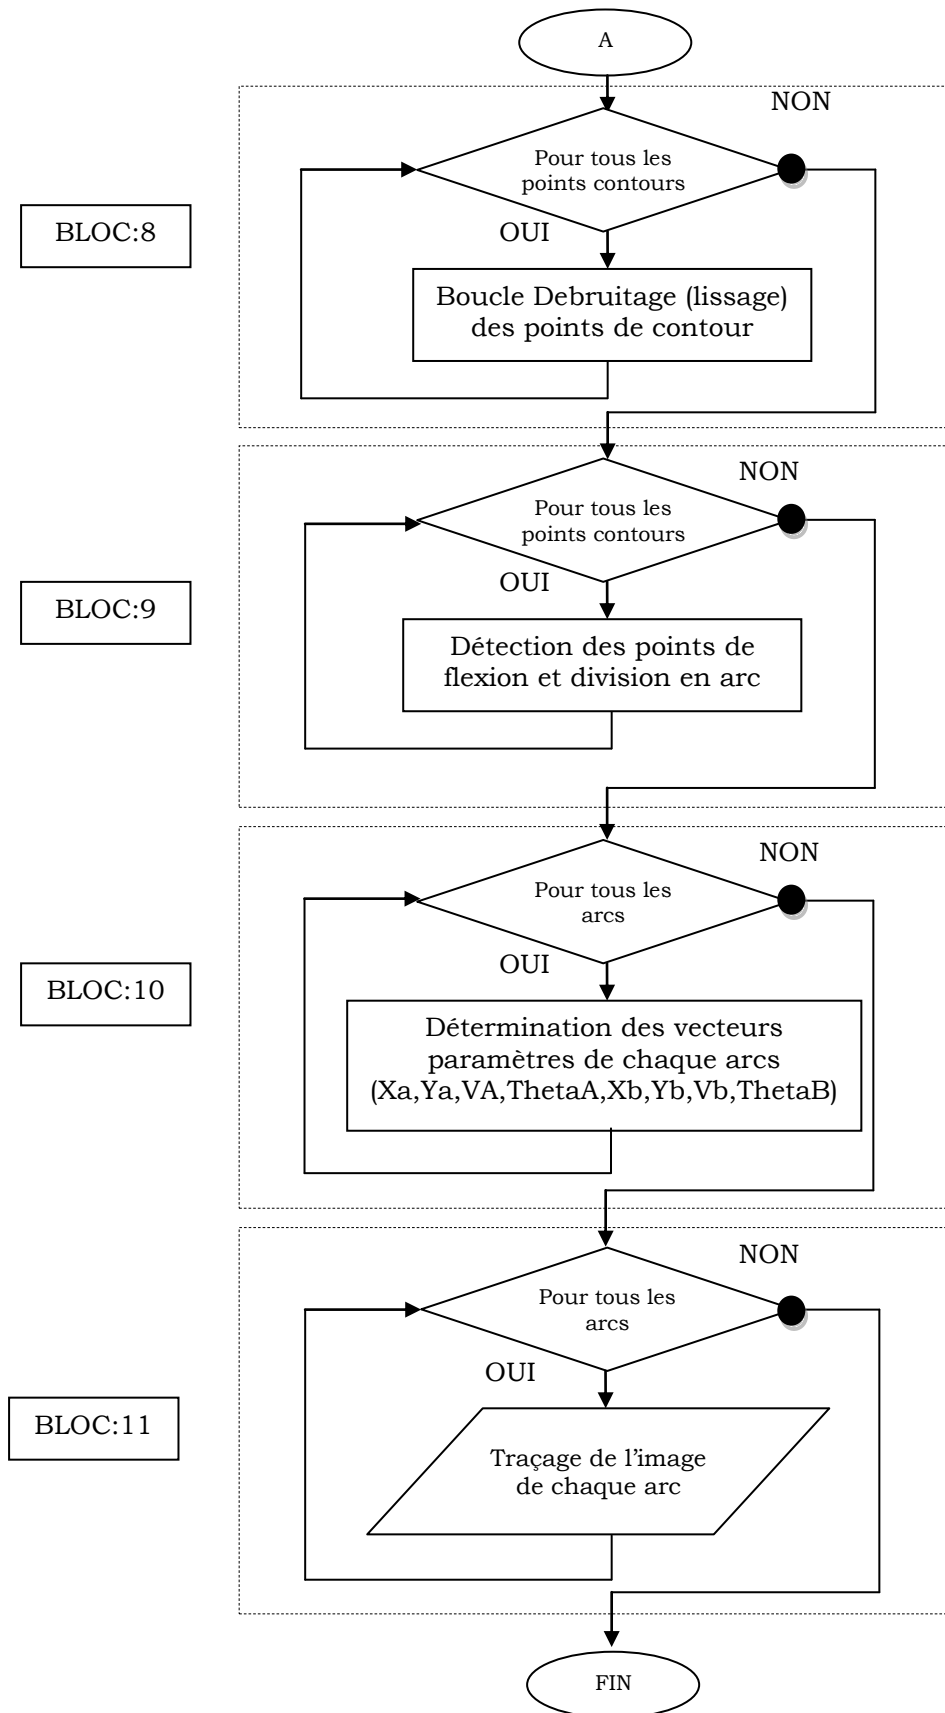 A
NON
Pour tous les
points contours
BLOC:8
OUI
Boucle Debruitage (lissage)
des points de contour
NON
Pour tous les
points contours
OUI
BLOC:9
Détection des points de
flexion et division en arc
NON
Pour tous les
arcs
OUI
BLOC:10
Détermination des vecteurs
paramètres de chaque arcs
(Xa,Ya,VA,ThetaA,Xb,Yb,Vb,ThetaB)
NON
Pour tous les
arcs
OUI
BLOC:11
Traçage de l'image
de chaque arc
FIN